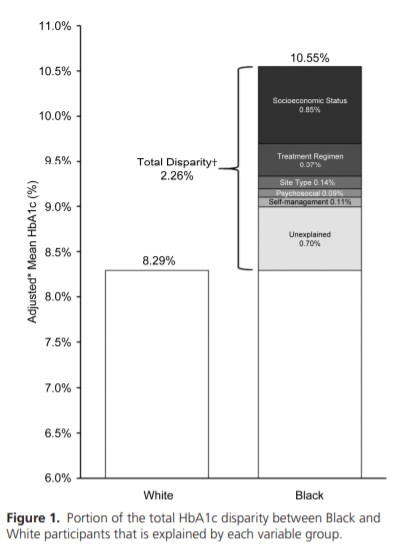 11.0%
10.5%
10.0%
9.5%
9.0%
8.5%
8.0%
7.5%
7.0%
6.5%
6.0%
Adjusted* Mean HbA1c (%)
10.55%
Socioeconomic Status
0.85%
Treatment Regimen
0.37%
Site Type 0.14%
Psychosocial 0.09%
Self-management 0.11%
Unexplained
0.70%
Total Disparity†
2.26%
8.29%
White
Black
Figure 1. Portion of the total HbA1c disparity between Black and
White participants that is explained by each variable group.